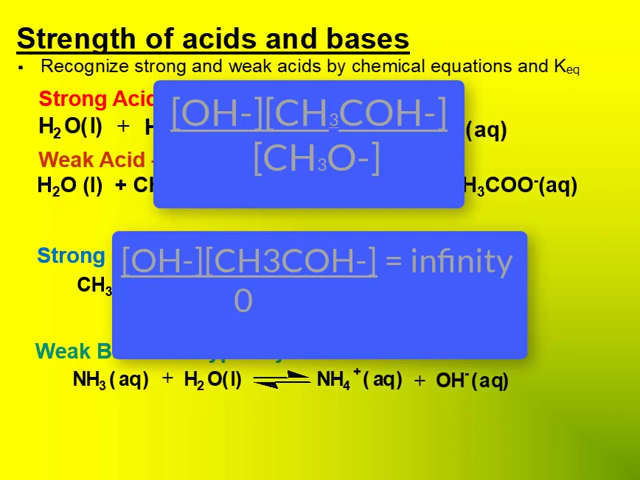 Strength of acids and bases
▪ Recognize strong and weak acids by chemical equations and Keq
Strong Acid
H2O(l) + H (aq)
Weak Acid
H2O (l) + CH H3COO-(aq)
[OH-][CH3COH-]
[CH3O-]
Strong
CH3
[OH-][CH3COH-] = infinity
0
Weak B
NH3(aq) + H2O(l) NH4+(aq) + OH-(aq)